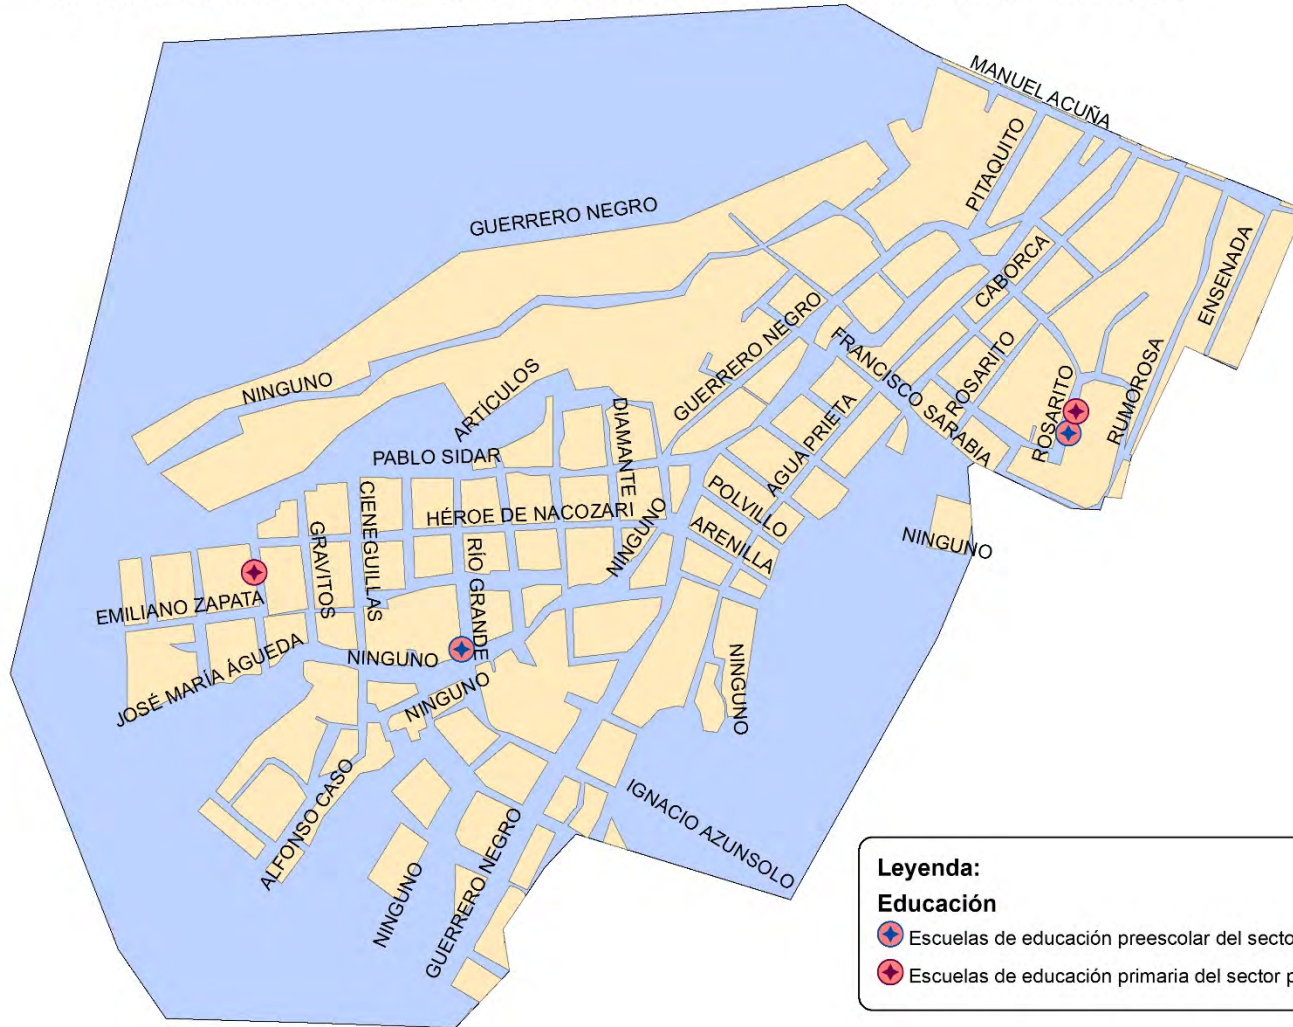 MANUEL ACUÑA
PITAQUITO
GUERRERO NEGRO
ENSENADA
CABORCA
GUERRERO NEGRO
FRANCISCO SARABIA
ROSARITO
RUMOROSA
ROSARITO
NINGUNO
ARTÍCULOS
DIAMANTE
AGUA PRIETA
PABLO SIDAR
POLVILLO
CIENEGUILLAS
HÉROE DE NACOZARI
NINGUNO
ARENILLA
NINGUNO
GRAVITOS
RÍO GRANDE
EMILIANO ZAPATA
JOSÉ MARÍA ÁGUEDA
NINGUNO
NINGUNO
NINGUNO
ALFONSO CASO
IGNACIO AZUNSOLO
NINGUNO
GUERRERO NEGRO
Leyenda:
Educación
Escuelas de educación preescolar del secto
Escuelas de educación primaria del sector p